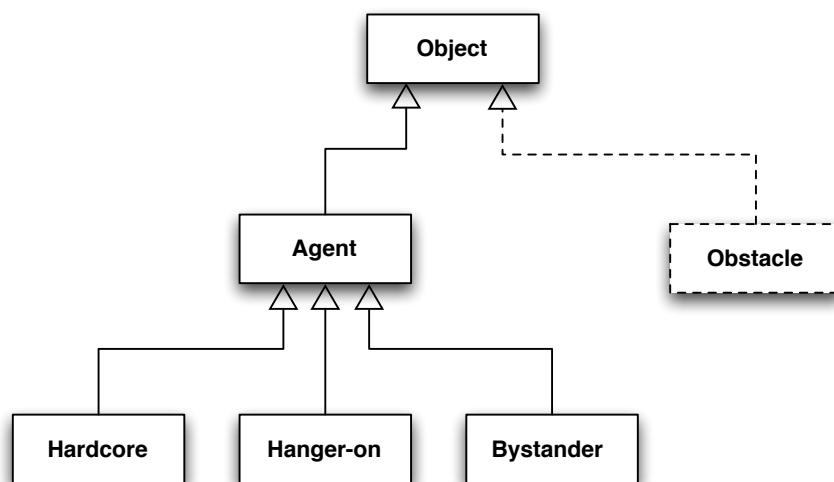 Object
Agent
Obstacle
Hardcore
Hanger-on
Bystander